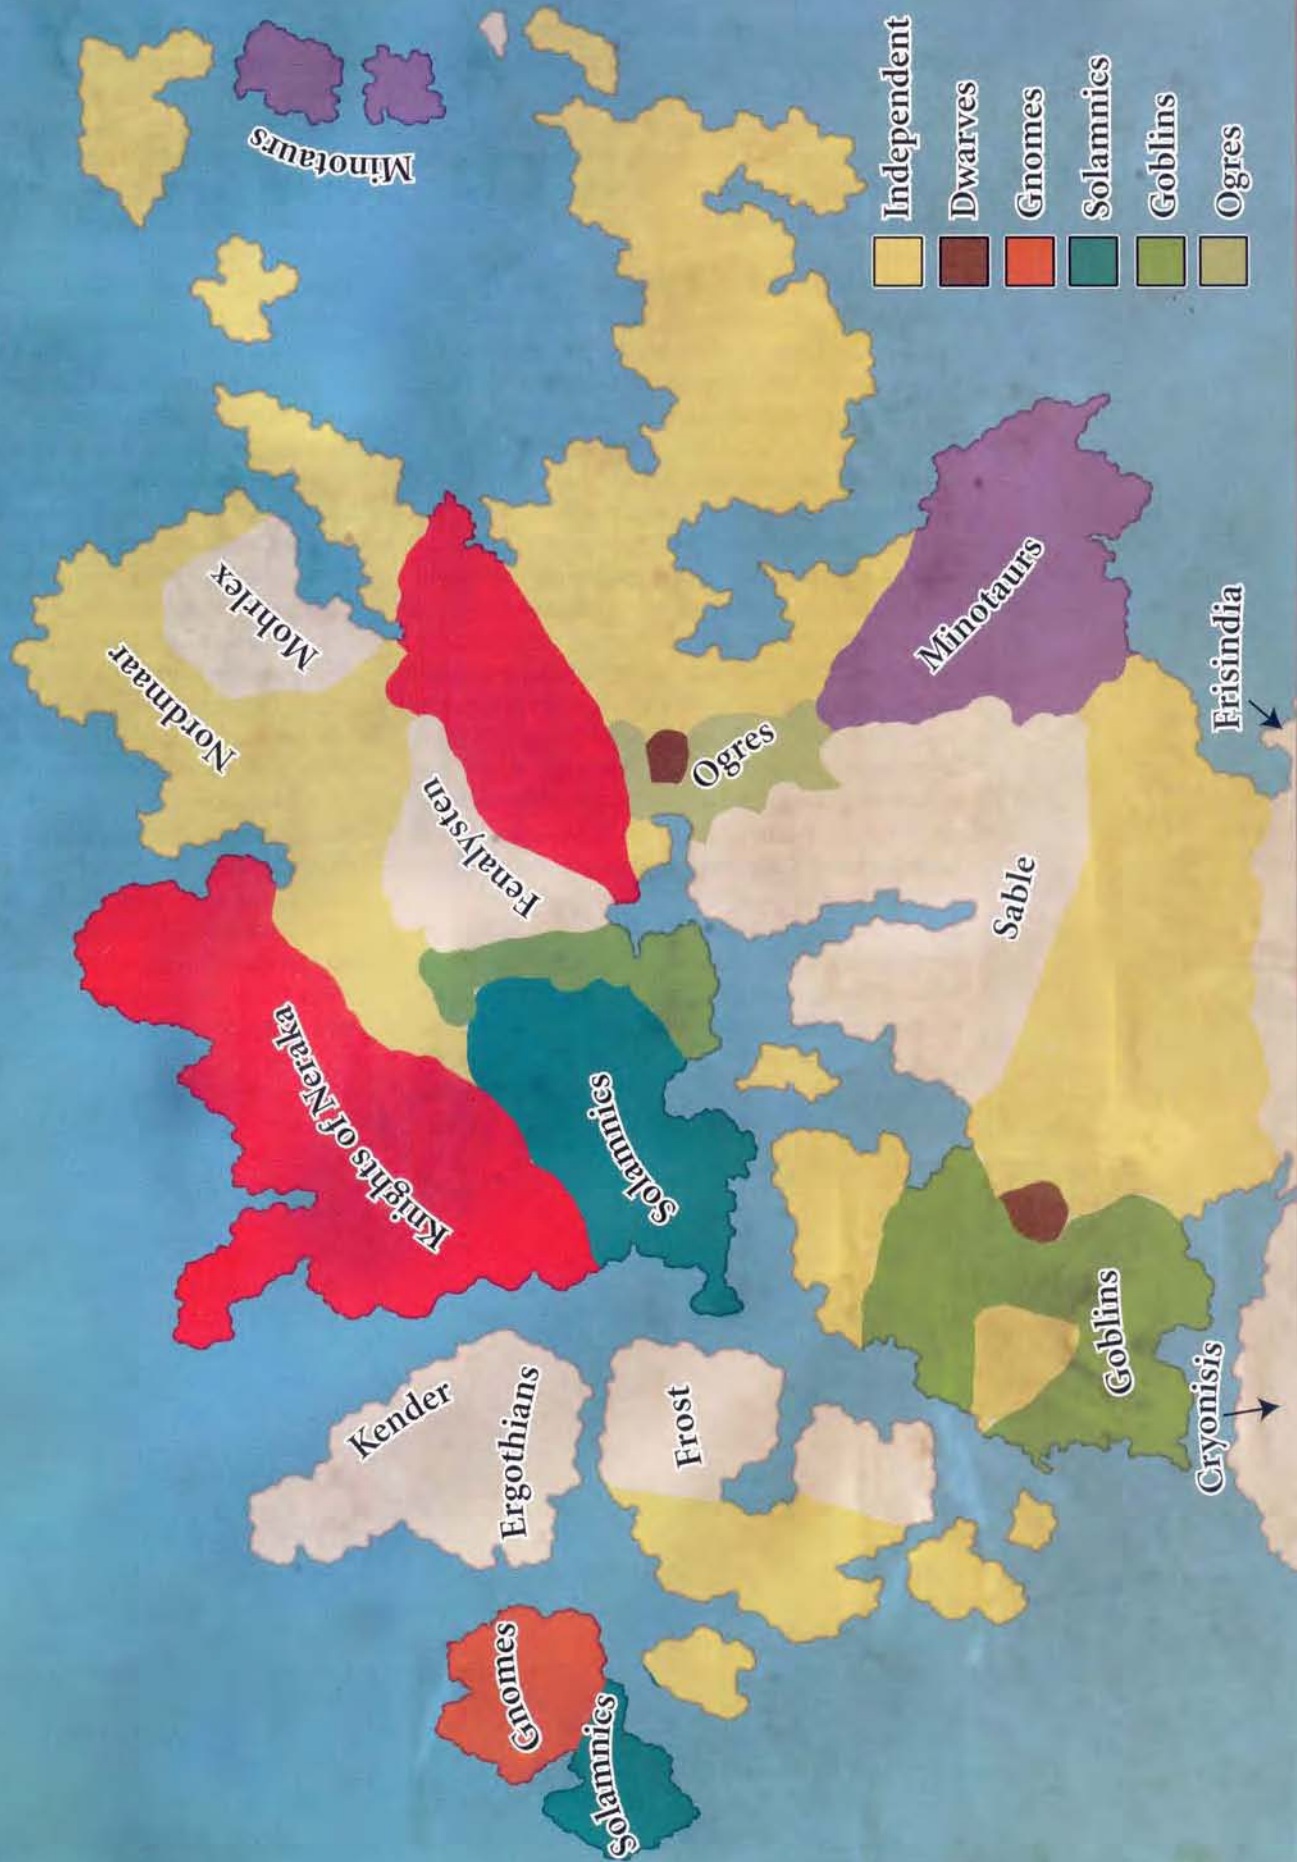 Nordmaar
Mohrlex
Minotaurs
Knights of Neraka
Fenalysten
Kender
Ergothians
Gnomes
Solamnics
Solamnics
Frost
Ogres
Sable
Minotaurs
Goblins
Cryonisis
Frisindia
Independent
Dwarves
Gnomes
Solamnics
Goblins
Ogres